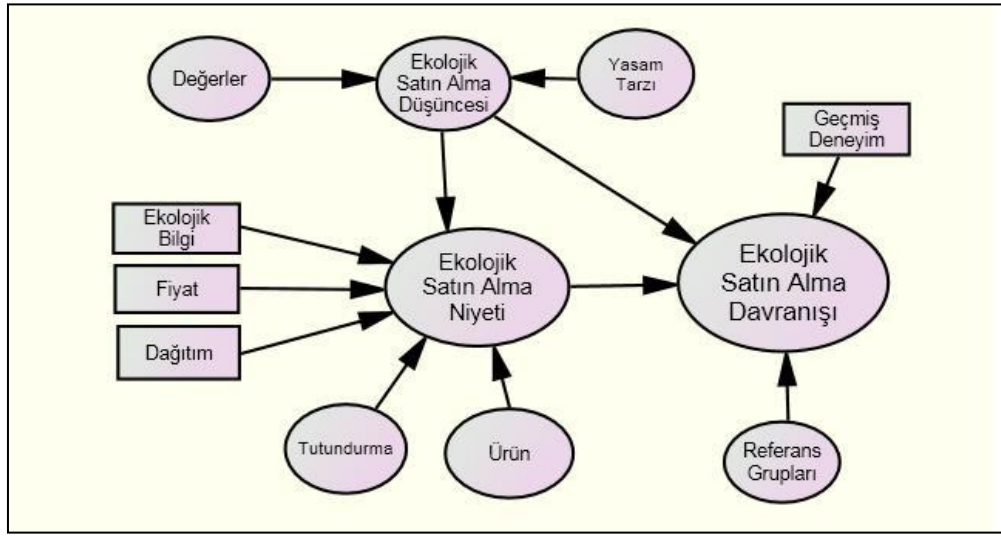 Değerler
Ekolojik
Satın Alma
Düşüncesi
Yasam
Tarzı
Geçmiş
Deneyim
Ekolojik
Bilgi
Fiyat
Dağıtım
Ekolojik
Satın Alma
Niyeti
Ekolojik
Satın Alma
Davranışı
Tutundurma
Ürün
Referans
Grupları